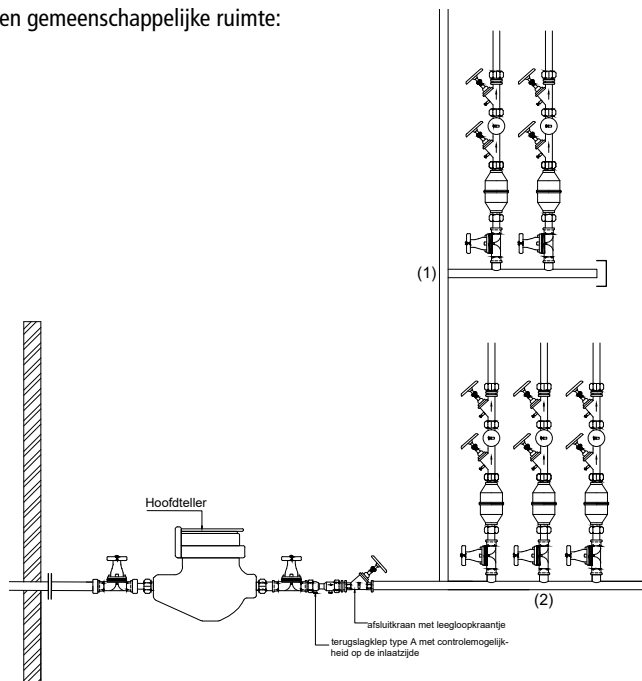 en gemeenschappelijke ruimte:
(1)
Hoofdteller
(2)
afsluitkraan met leegloopkraantje
terugslagklep type A met controlemogelijk-
heid op de inlaatzijde